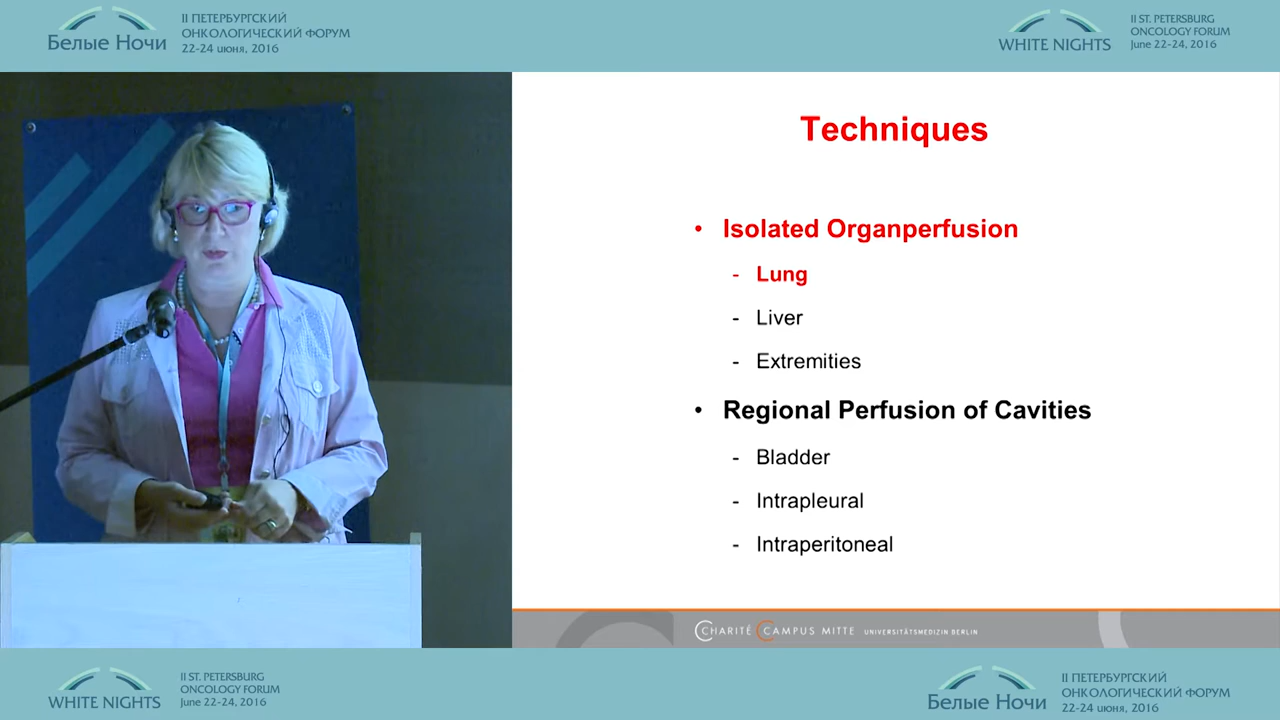 Белые Ночи
II ПЕТЕРБУРГСКИЙ
ОНКОЛОГИЧЕСКИЙ ФОРУМ
22-24 июня, 2016
WHITE NIGHTS
II ST. PETERSBURG
ONCOLOGY FORUM
June 22-24, 2016
Techniques
• Isolated Organperfusion
- Lung
- Liver
- Extremities
• Regional Perfusion of Cavities
- Bladder
- Intrapleural
- Intraperitoneal
CHARITÉ CAMPUS MITTE UNIVERSITÄTSMEDIZIN BERLIN
WHITE NIGHTS
II ST. PETERSBURG
ONCOLOGY FORUM
June 22-24, 2016
Белые Ночи
II ПЕТЕРБУРГСКИЙ
ОНКОЛОГИЧЕСКИЙ ФОРУМ
22-24 июня, 2016